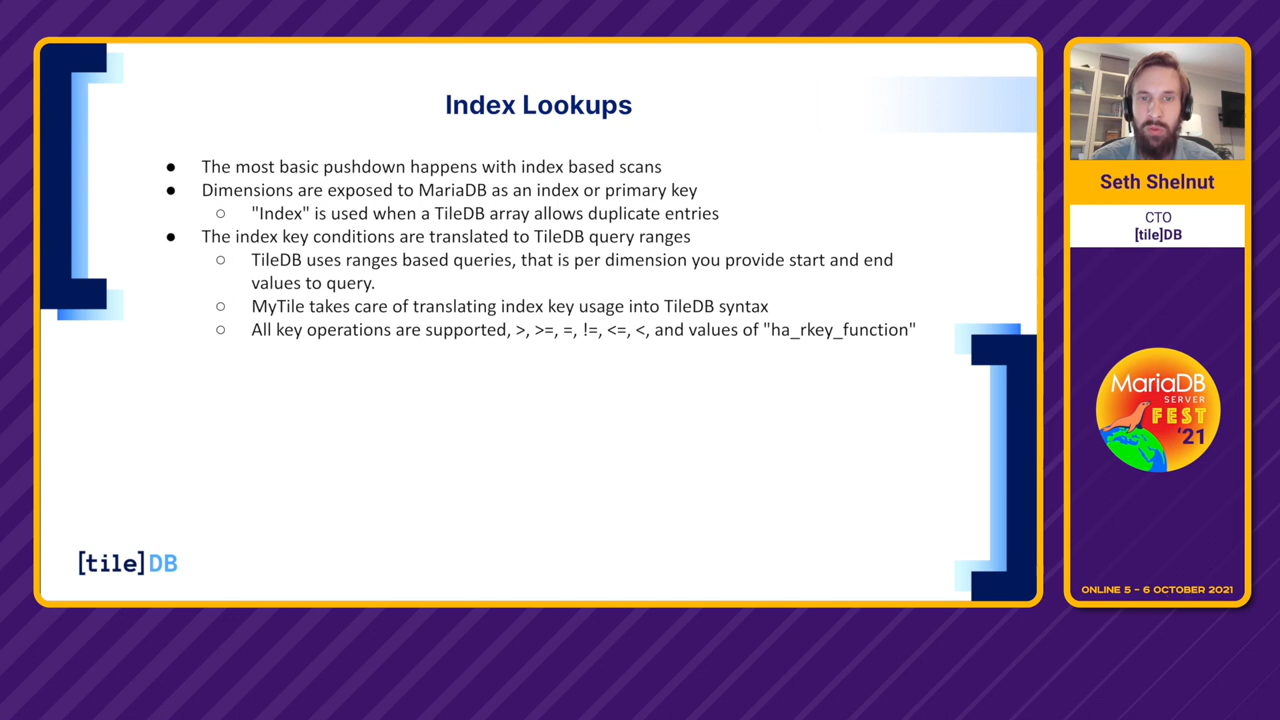 Index Lookups
● The most basic pushdown happens with index based scans
● Dimensions are exposed to MariaDB as an index or primary key
○ "Index" is used when a TileDB array allows duplicate entries
● The index key conditions are translated to TileDB query ranges
○ TileDB uses ranges based queries, that is per dimension you provide start and end
values to query.
○ MyTile takes care of translating index key usage into TileDB syntax
○ All key operations are supported, >, >=, =, !=, <=, <, and values of "ha_rkey_function"
[tile]DB
Seth Shelnut
CTO
[tile]DB
MariaDB
SERVER
FEST
'21
ONLINE 5 - 6 OCTOBER 2021